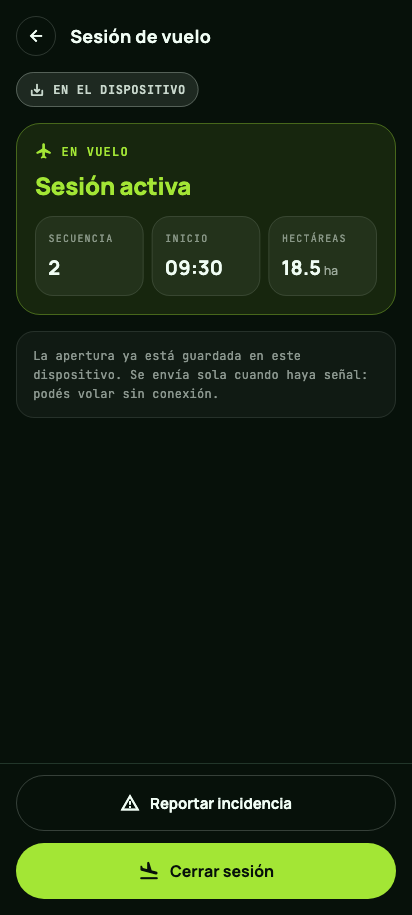 Sesión de vuelo
EN EL DISPOSITIVO
EN VUELO
Sesión activa
SECUENCIA
2
INICIO
09:30
HECTÁREAS
18.5 ha
La apertura ya está guardada en este
dispositivo. Se envía sola cuando haya señal:
podés volar sin conexión.
Reportar incidencia
Cerrar sesión